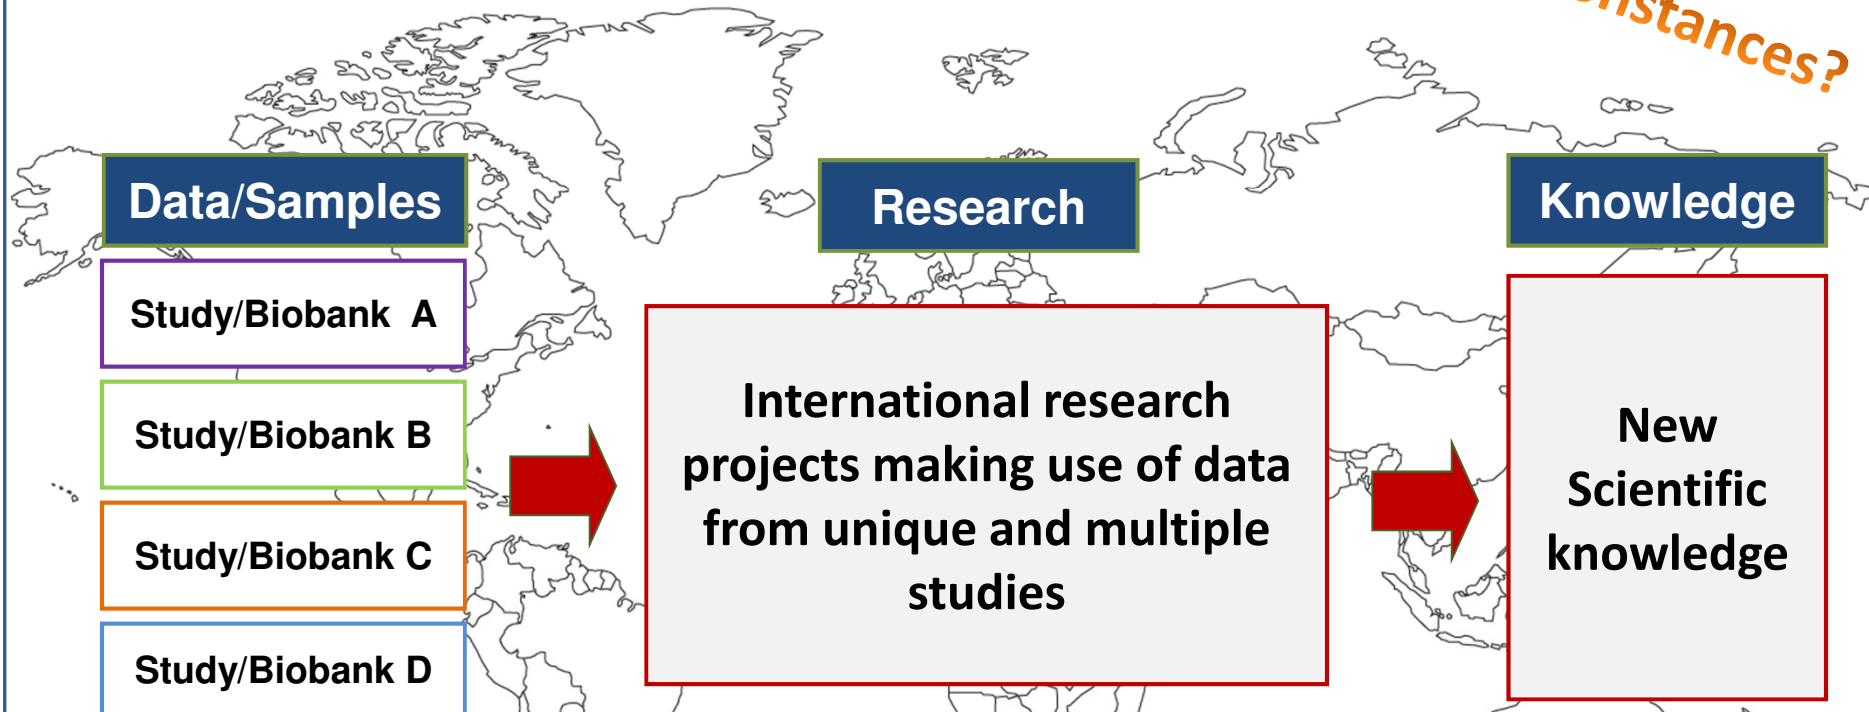 Data/Samples
Study/Biobank A
Study/Biobank B
Study/Biobank C
Study/Biobank D
Research
International research
projects making use of data
from unique and multiple
studies
Knowledge
New
Scientific
knowledge